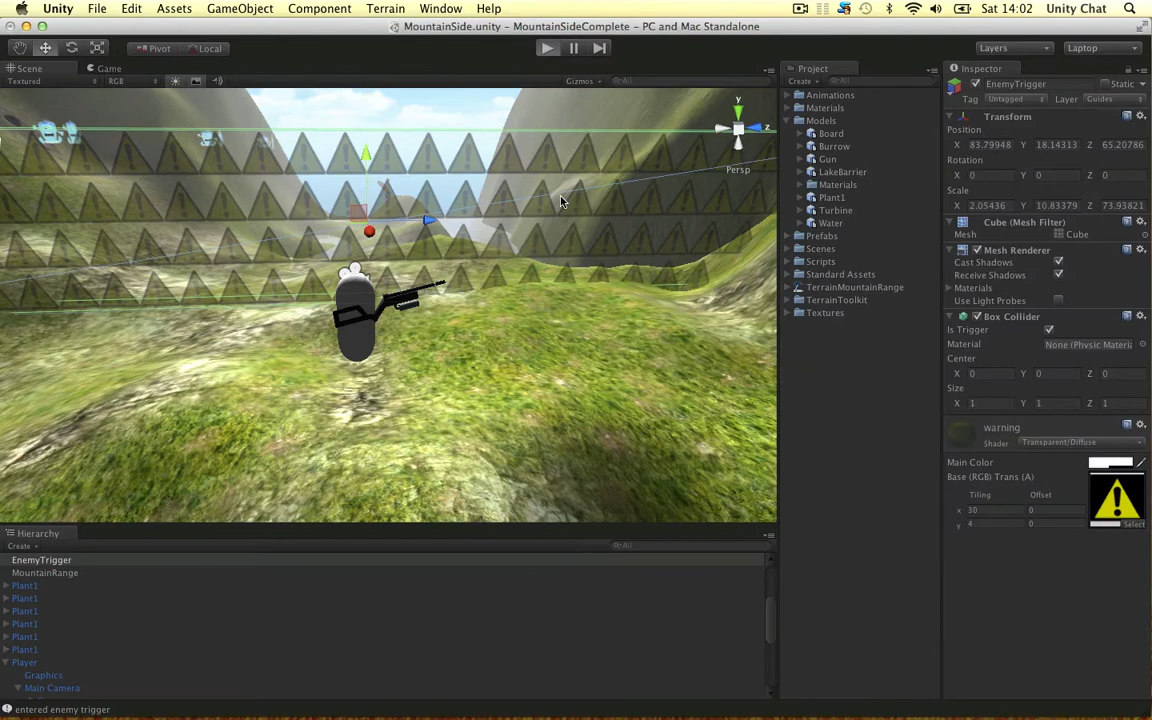 Unity File Edit Assets GameObject Component Terrain Window Help Sat 14:02 Unity Chat
MountainSide.unity - MountainSideComplete - PC and Mac Standalone
Pivot Local Layers Laptop
Scene Game
Textured RGB Gizmos All
y
z
Persp
Project
Create All
Animations
Materials
Models
Board
Burrow
Gun
LakeBarrier
Materials
Plant1
Turbine
Water
Prefabs
Scenes
Scripts
Standard Assets
TerrainMountainRange
TerrainToolkit
Textures
Inspector
EnemyTrigger Static
Tag Untagged Layer Guides
Transform
Position
X 83.79948 Y 18.14313 Z 65.20786
Rotation
X 0 Y 0 Z 0
Scale
X 2.05436 Y 10.83379 Z 73.93821
Cube (Mesh Filter)
Mesh Cube
Mesh Renderer
Cast Shadows
Receive Shadows
Materials
Use Light Probes
Box Collider
Is Trigger
Material None (Physic Materia
Center
X 0 Y 0 Z 0
Size
X 1 Y 1 Z 1
warning
Shader Transparent/Diffuse
Main Color
Base (RGB) Trans (A)
Tiling Offset
x 30 0
y 4 0
Select
Hierarchy
Create All
EnemyTrigger
MountainRange
Plant1
Plant1
Plant1
Plant1
Plant1
Plant1
Player
Graphics
Main Camera
entered enemy trigger